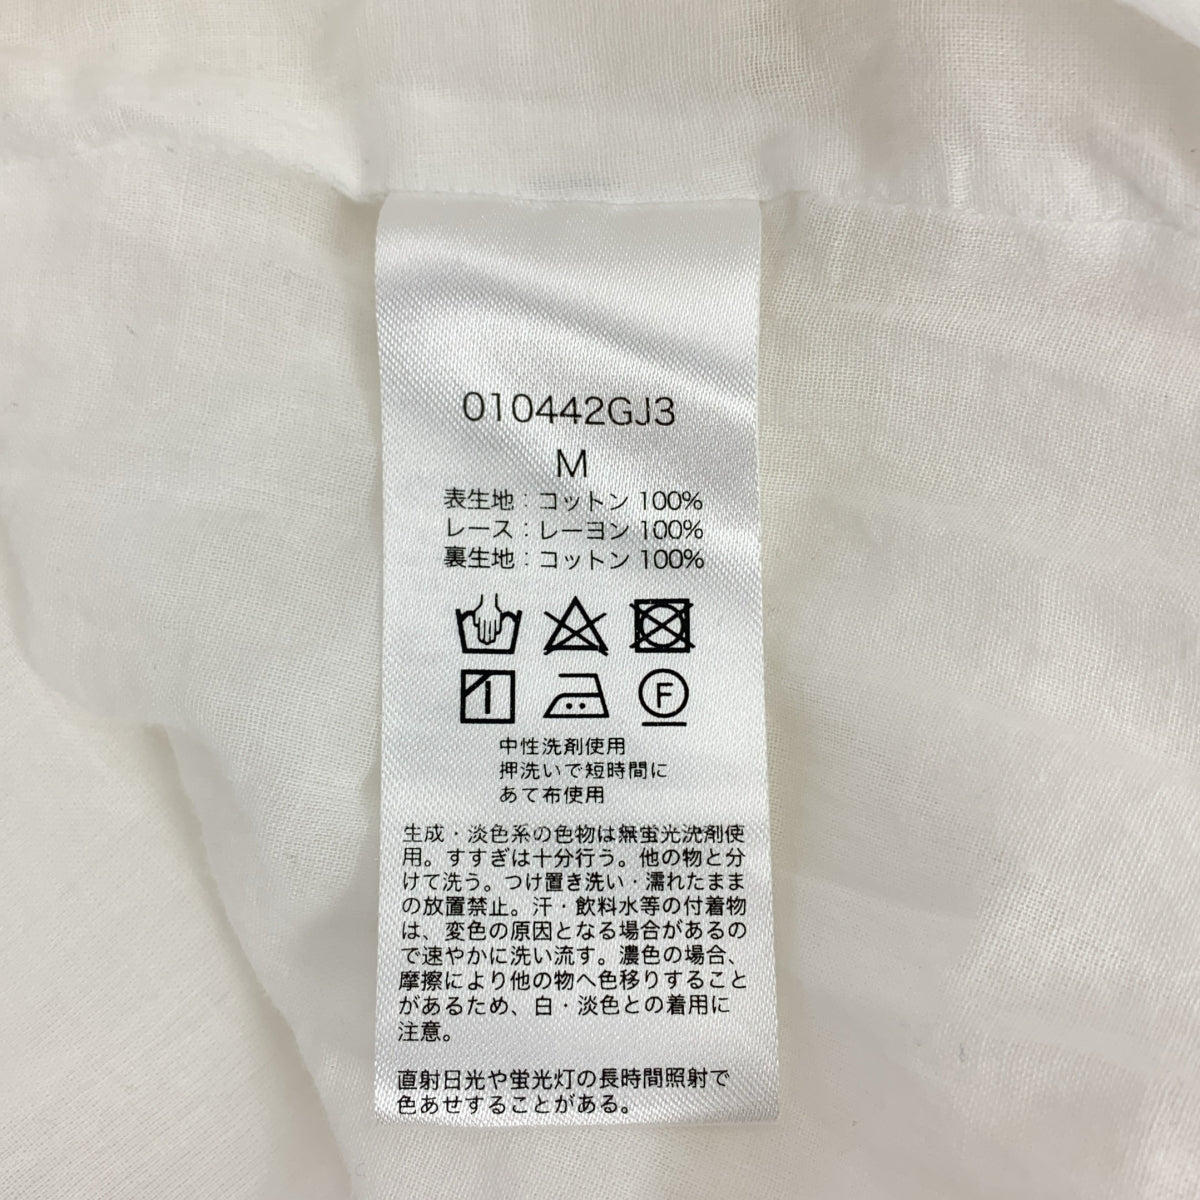 010442GJ3
M
表生地：コットン 100%
レース：レーヨン 100%
裏生地：コットン 100%
F
中性洗剤使用
押洗いで短時間に
あて布使用
生成・淡色系の色物は無蛍光洗剤使
用。すすぎは十分行う。他の物と分
けて洗う。つけ置き洗い・濡れたまま
の放置禁止。汗・飲料水等の付着物
は、変色の原因となる場合があるの
で速やかに洗い流す。濃色の場合、
摩擦により他の物へ色移りすること
があるため、白・淡色との着用に
注意。
直射日光や蛍光灯の長時間照射で
色あせすることがある。